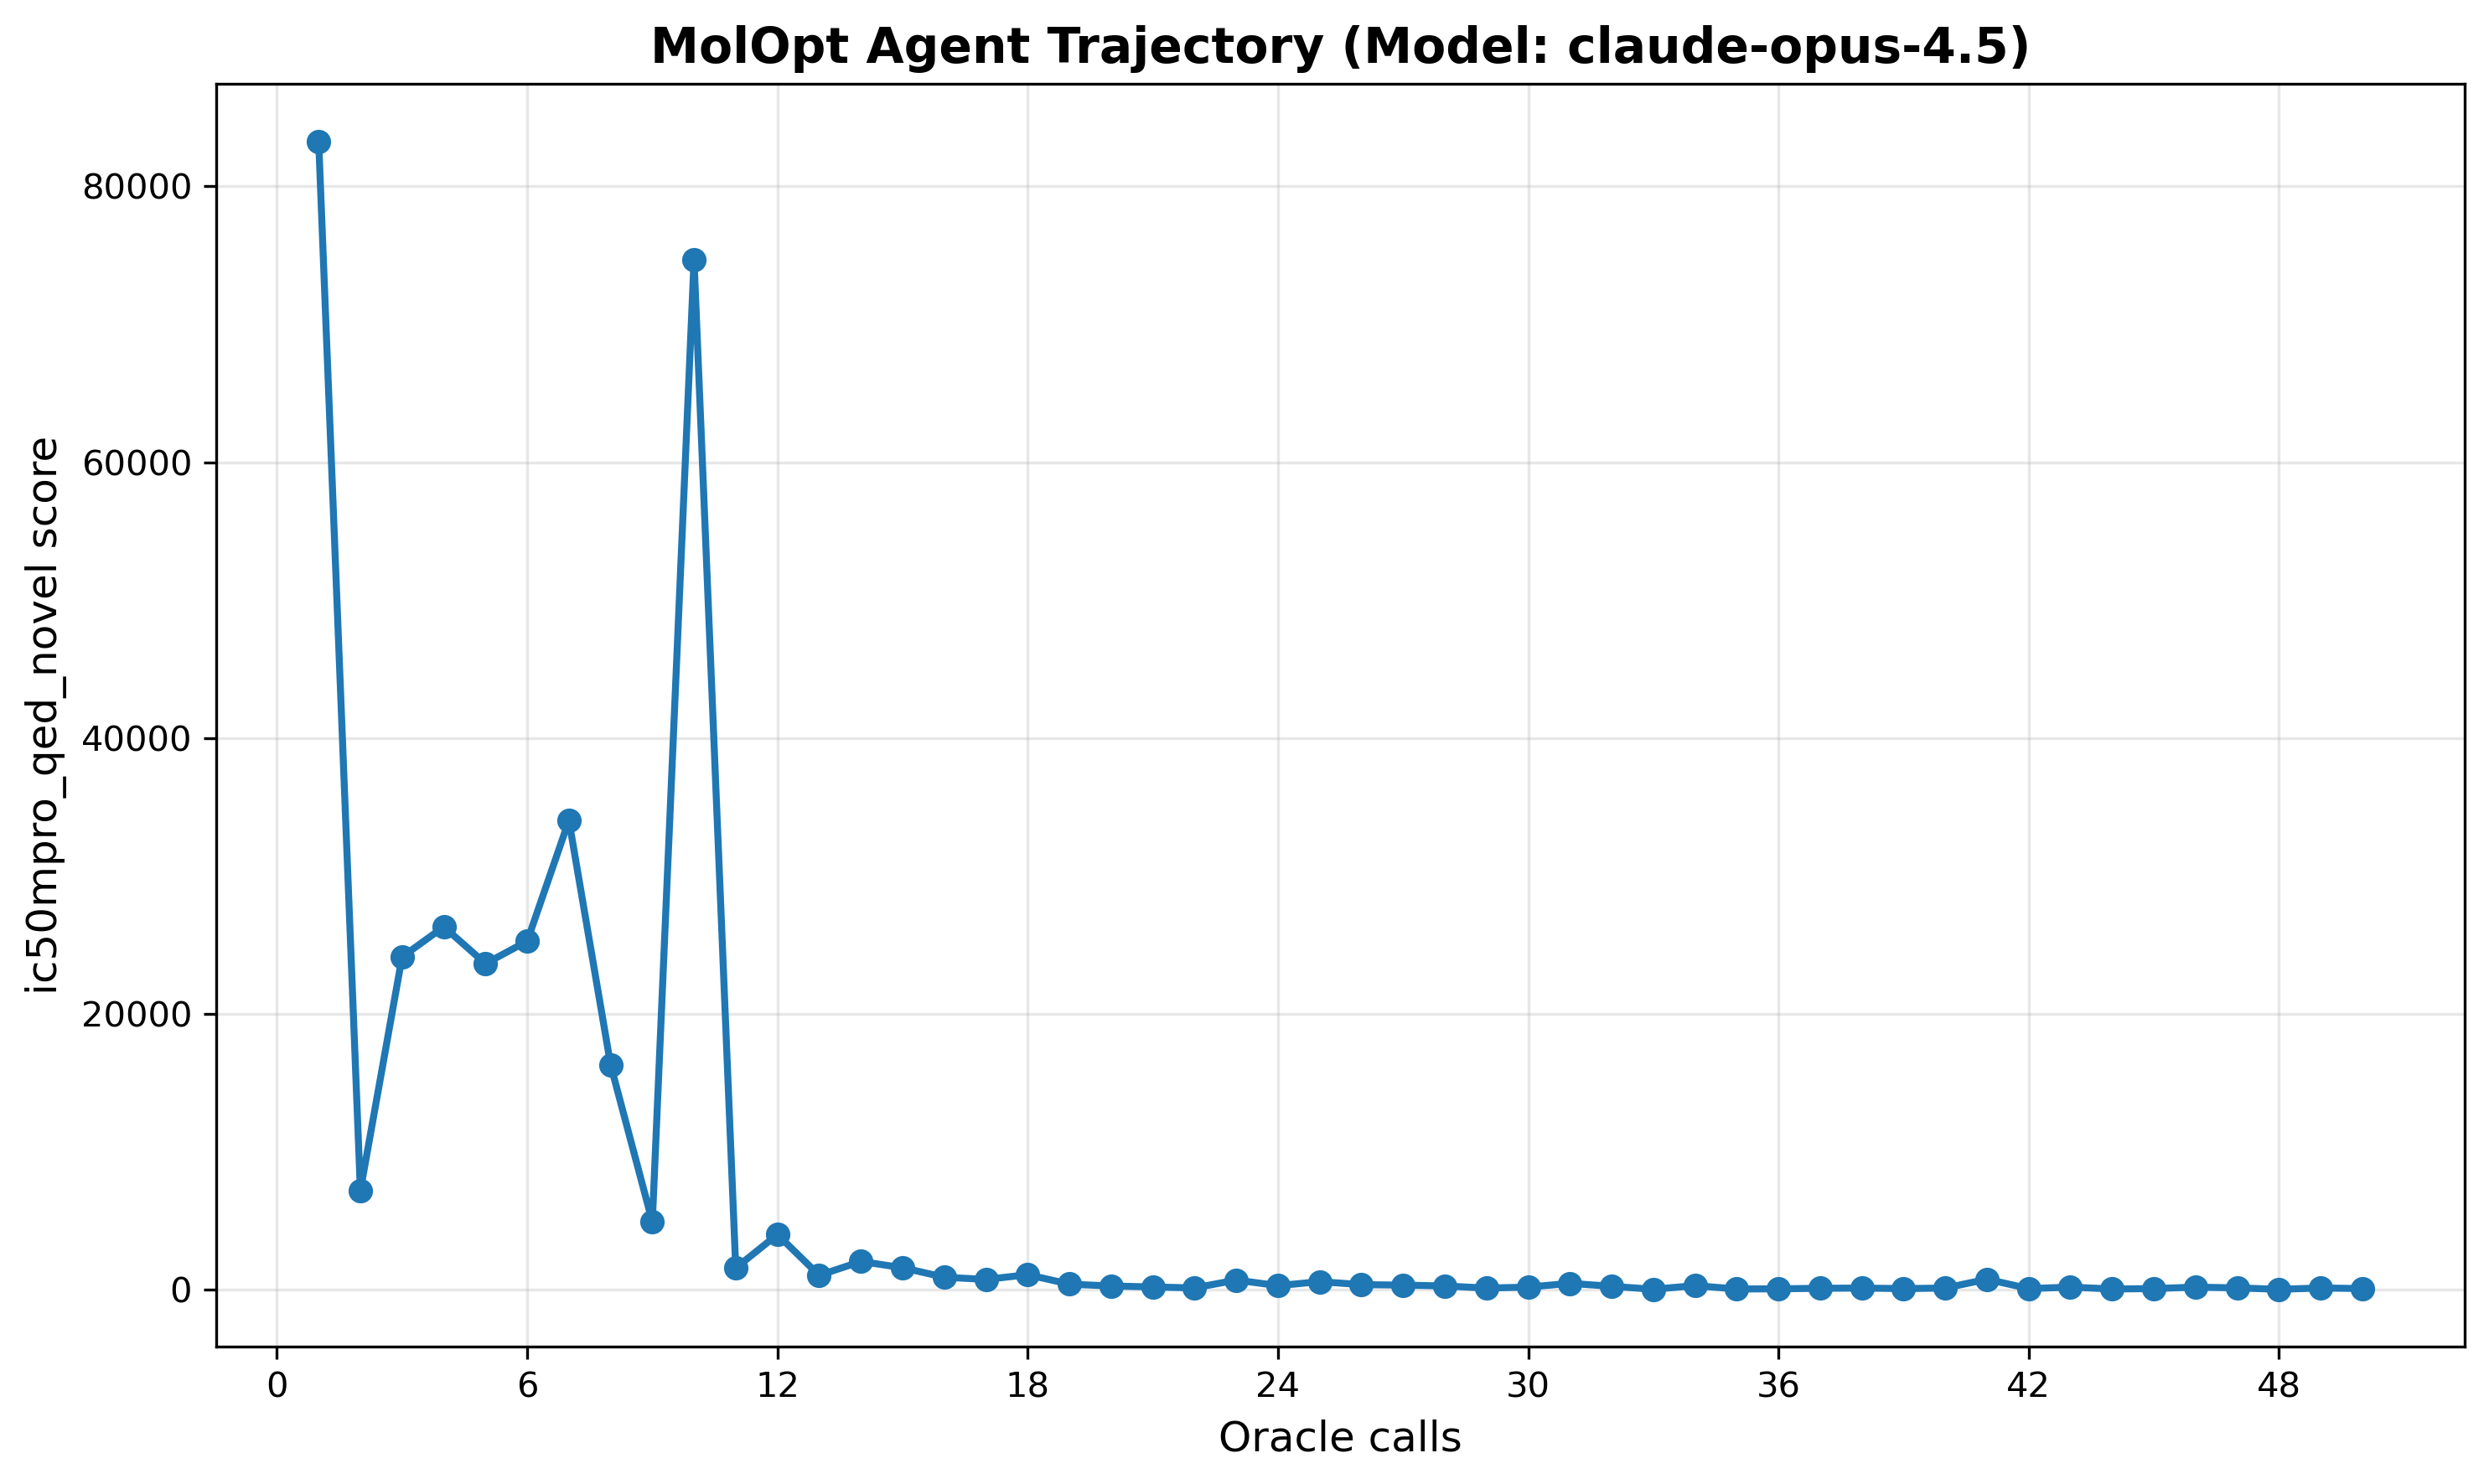 MolOpt Agent Trajectory (Model: claude-opus-4.5)
ic50mpro_qed_novel score
80000
60000
40000
20000
0
0 6 12 18 24 30 36 42 48
Oracle calls